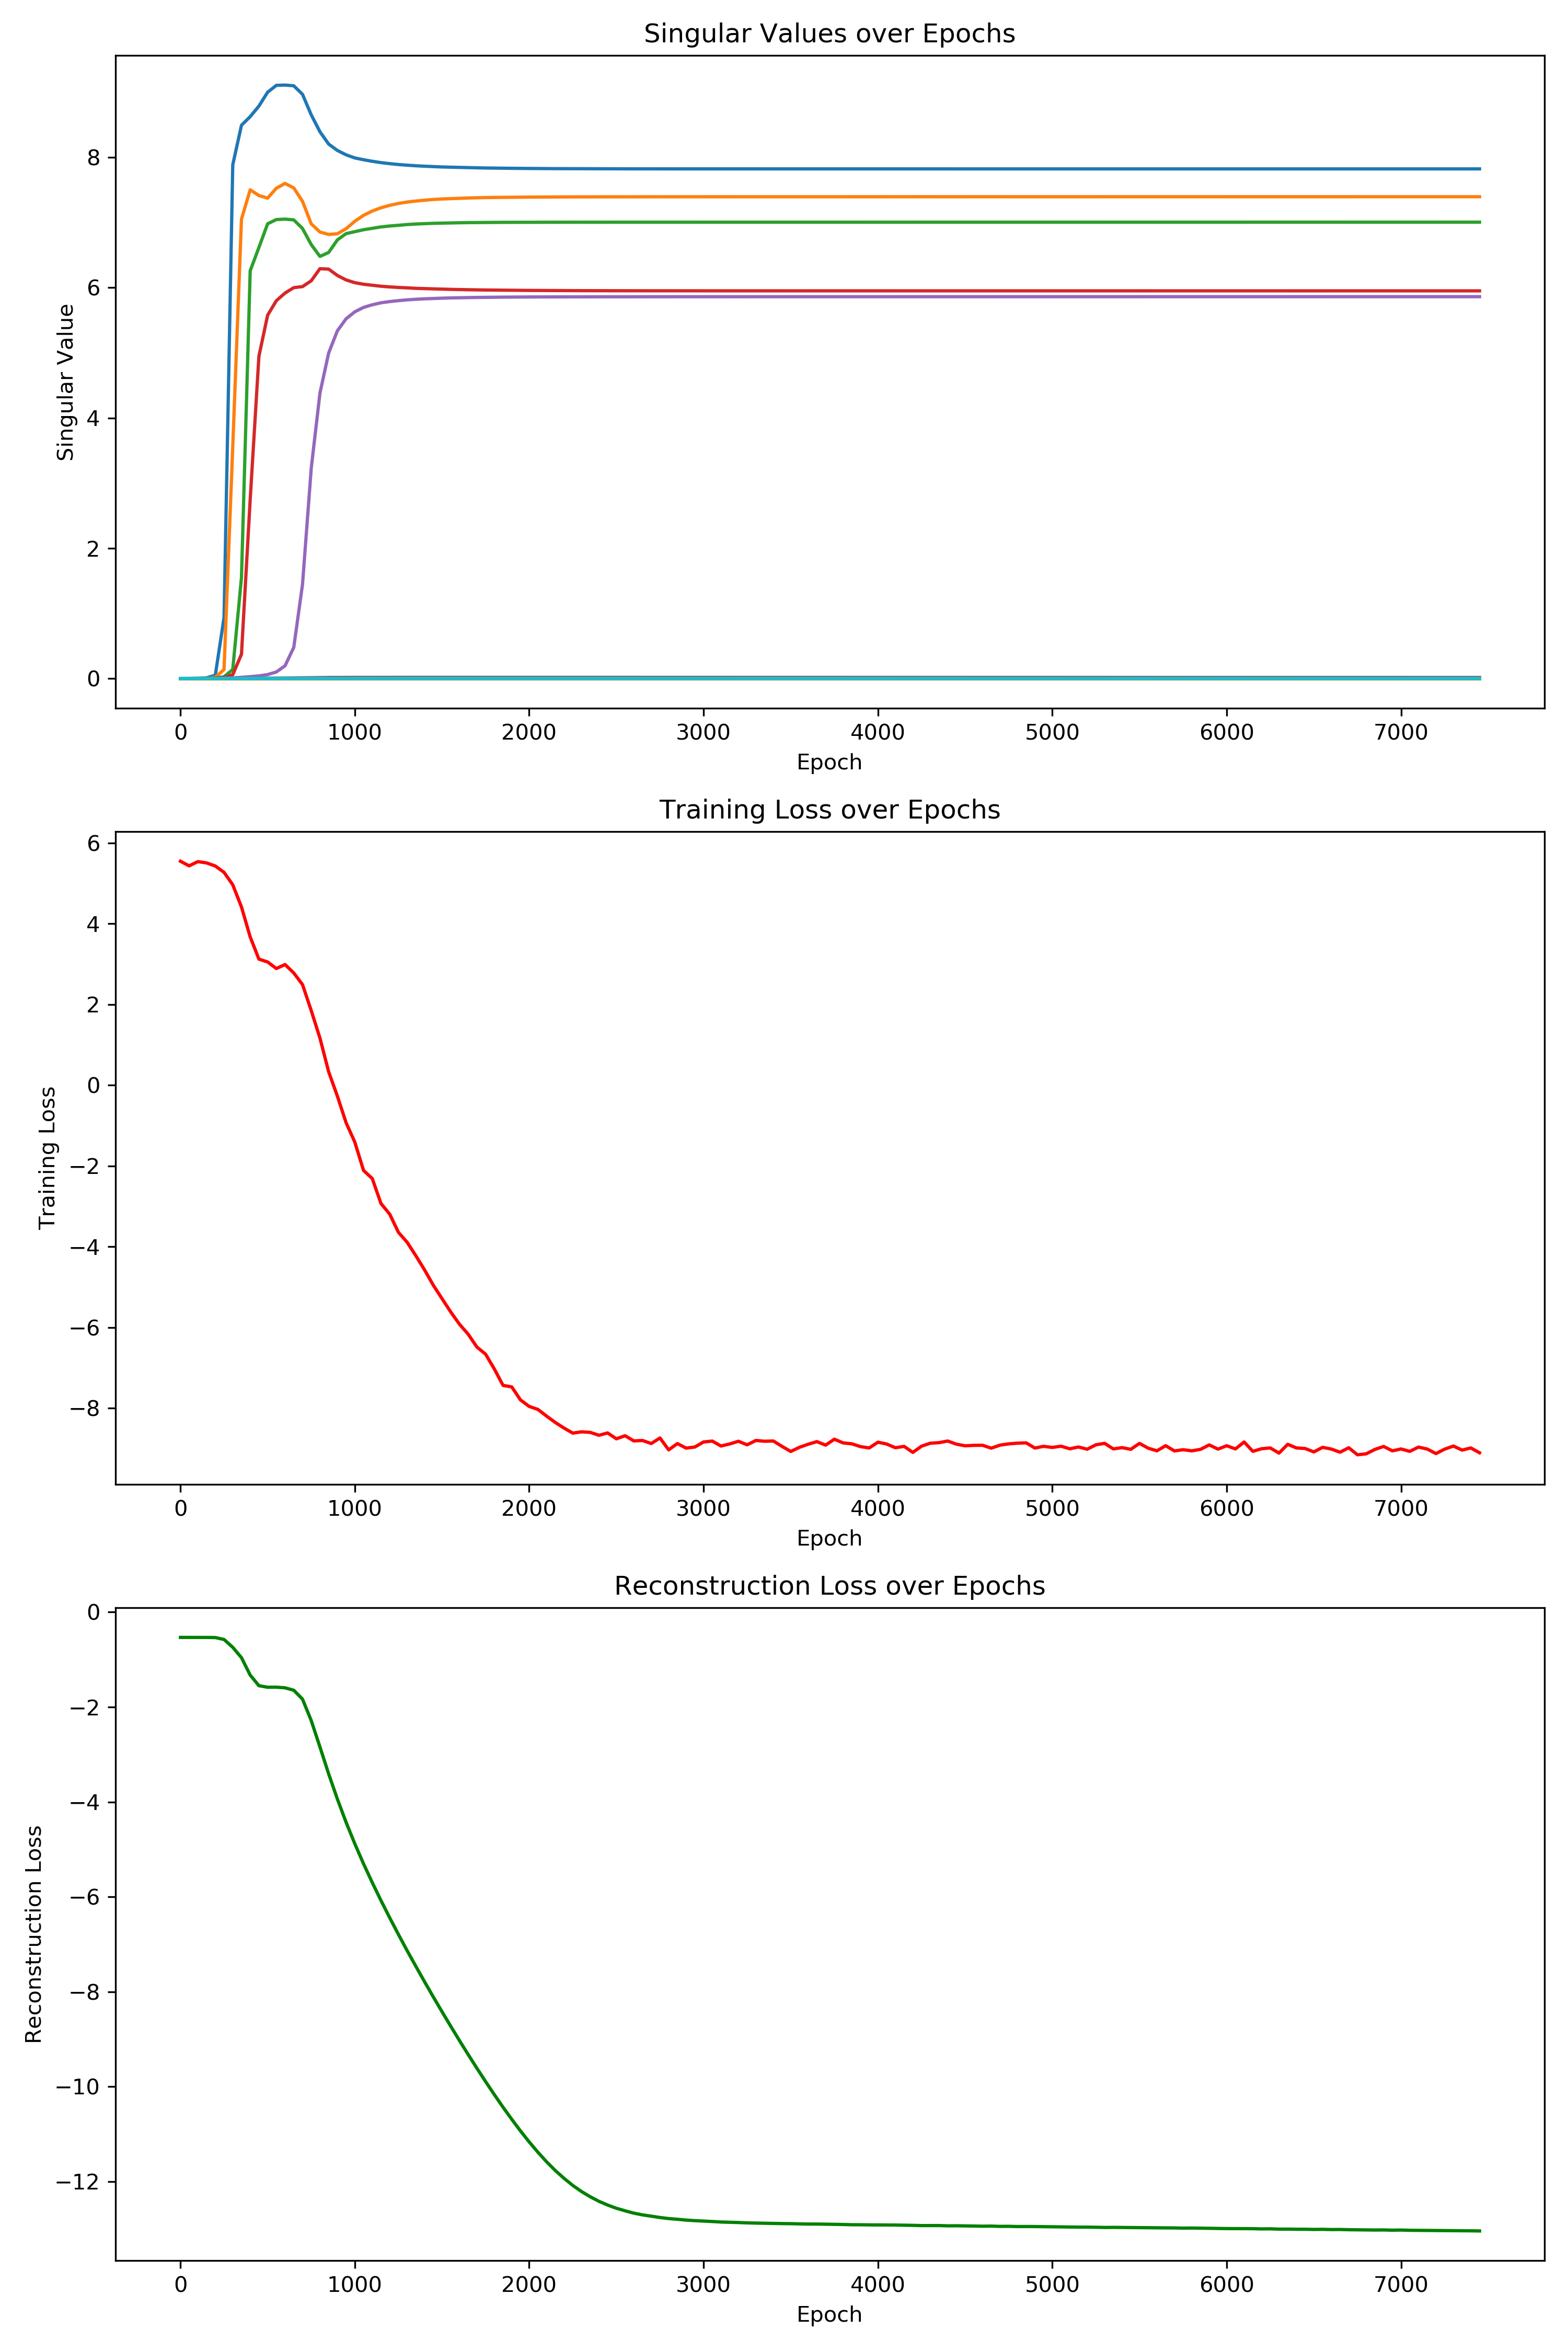 Singular Values over Epochs
8
6
4
2
0
Singular Value
0 1000 2000 3000 4000 5000 6000 7000
Epoch
Training Loss over Epochs
6
4
2
0
−2
−4
−6
−8
Training Loss
0 1000 2000 3000 4000 5000 6000 7000
Epoch
Reconstruction Loss over Epochs
0
−2
−4
−6
−8
−10
−12
Reconstruction Loss
0 1000 2000 3000 4000 5000 6000 7000
Epoch